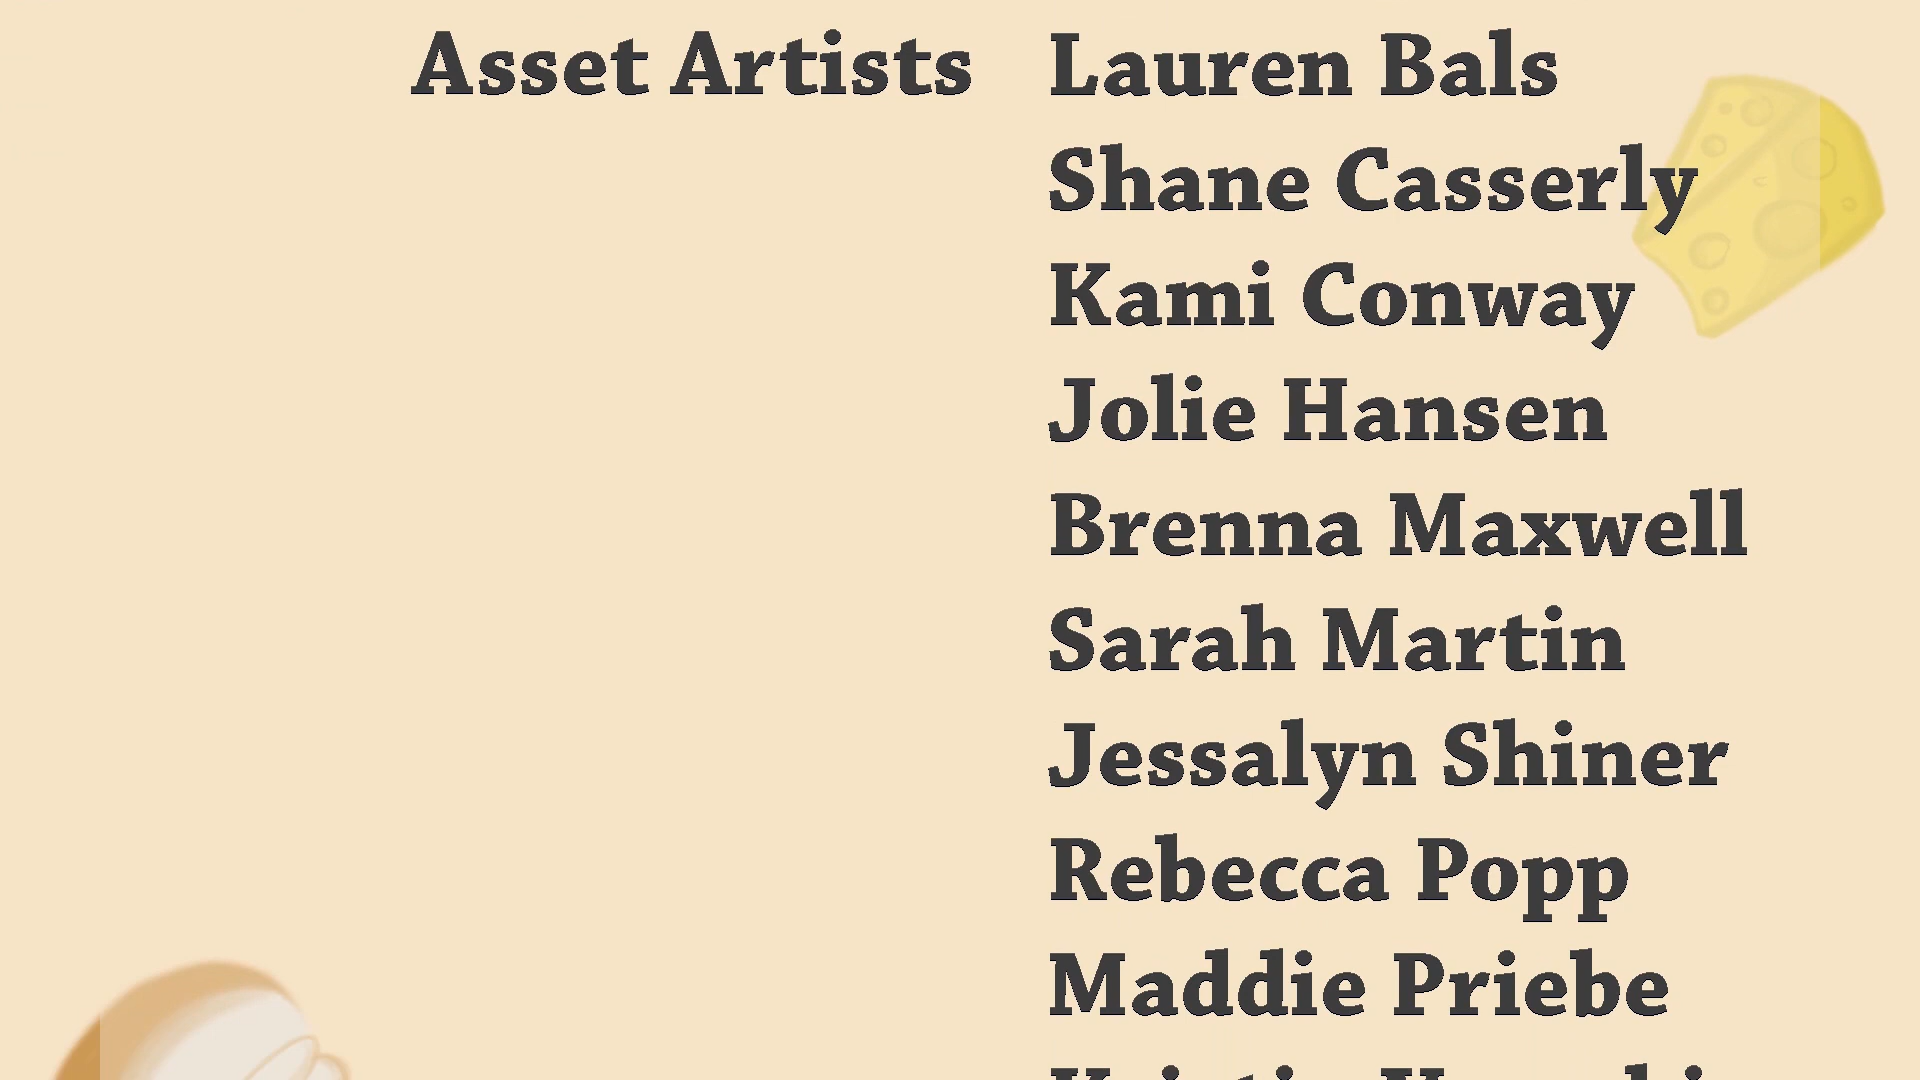 Asset Artists Lauren Bals
Shane Casserly
Kami Conway
Jolie Hansen
Brenna Maxwell
Sarah Martin
Jessalyn Shiner
Rebecca Popp
Maddie Priebe